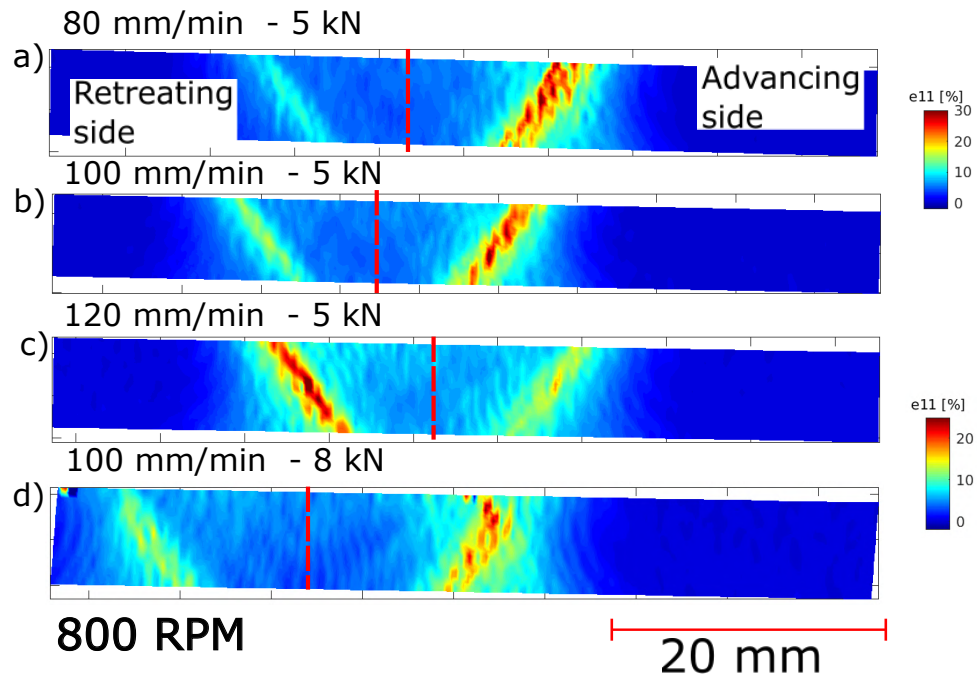 80 mm/min - 5 kN
a)
Retreating
side
Advancing
side
e11 [%]
30
20
10
0
100 mm/min - 5 kN
b)
120 mm/min - 5 kN
c)
e11 [%]
20
10
0
100 mm/min - 8 kN
d)
800 RPM
20 mm